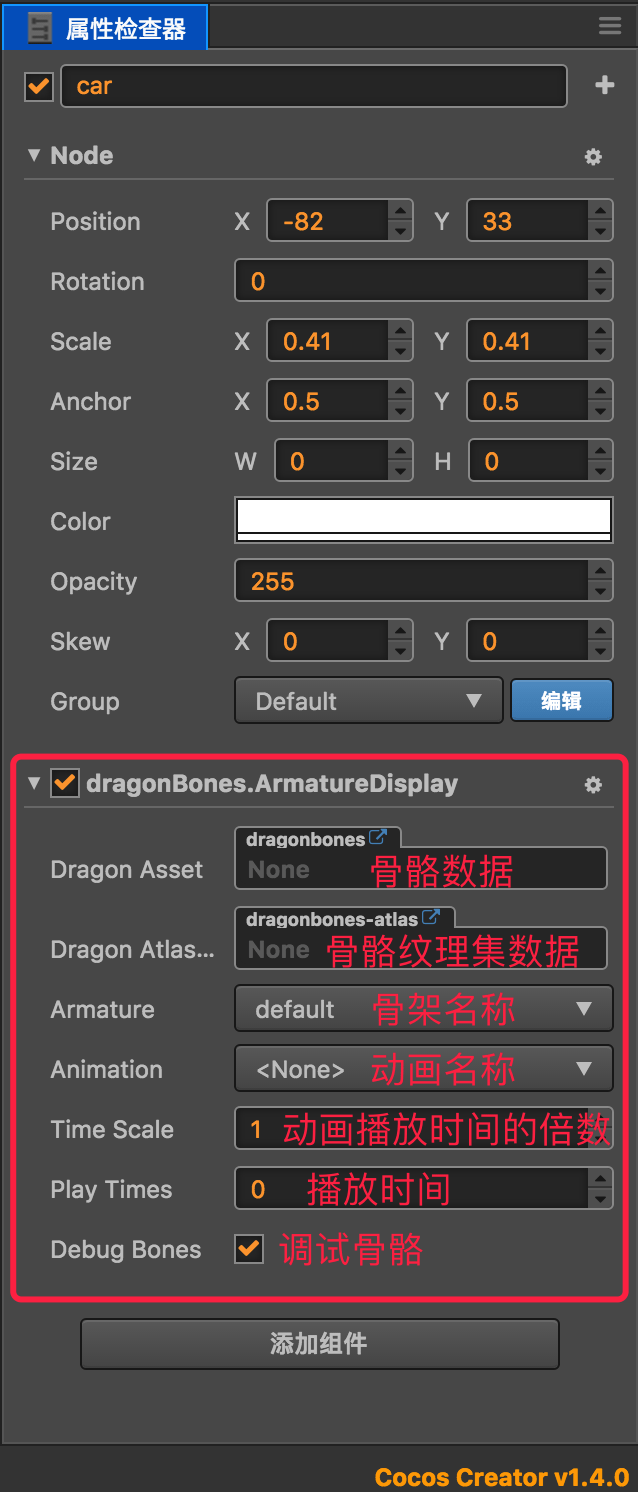 属性检查器
car
Node
Position X -82 Y 33
Rotation 0
Scale X 0.41 Y 0.41
Anchor X 0.5 Y 0.5
Size W 0 H 0
Color
Opacity 255
Skew X 0 Y 0
Group Default 编辑
dragonBones.ArmatureDisplay
dragonbones
Dragon Asset None 骨骼数据
dragonbones-atlas
Dragon Atlas... None 骨骼纹理集数据
Armature default 骨架名称
Animation <None> 动画名称
Time Scale 1 动画播放时间的倍数
Play Times 0 播放时间
Debug Bones 调试骨骼
添加组件
Cocos Creator v1.4.0